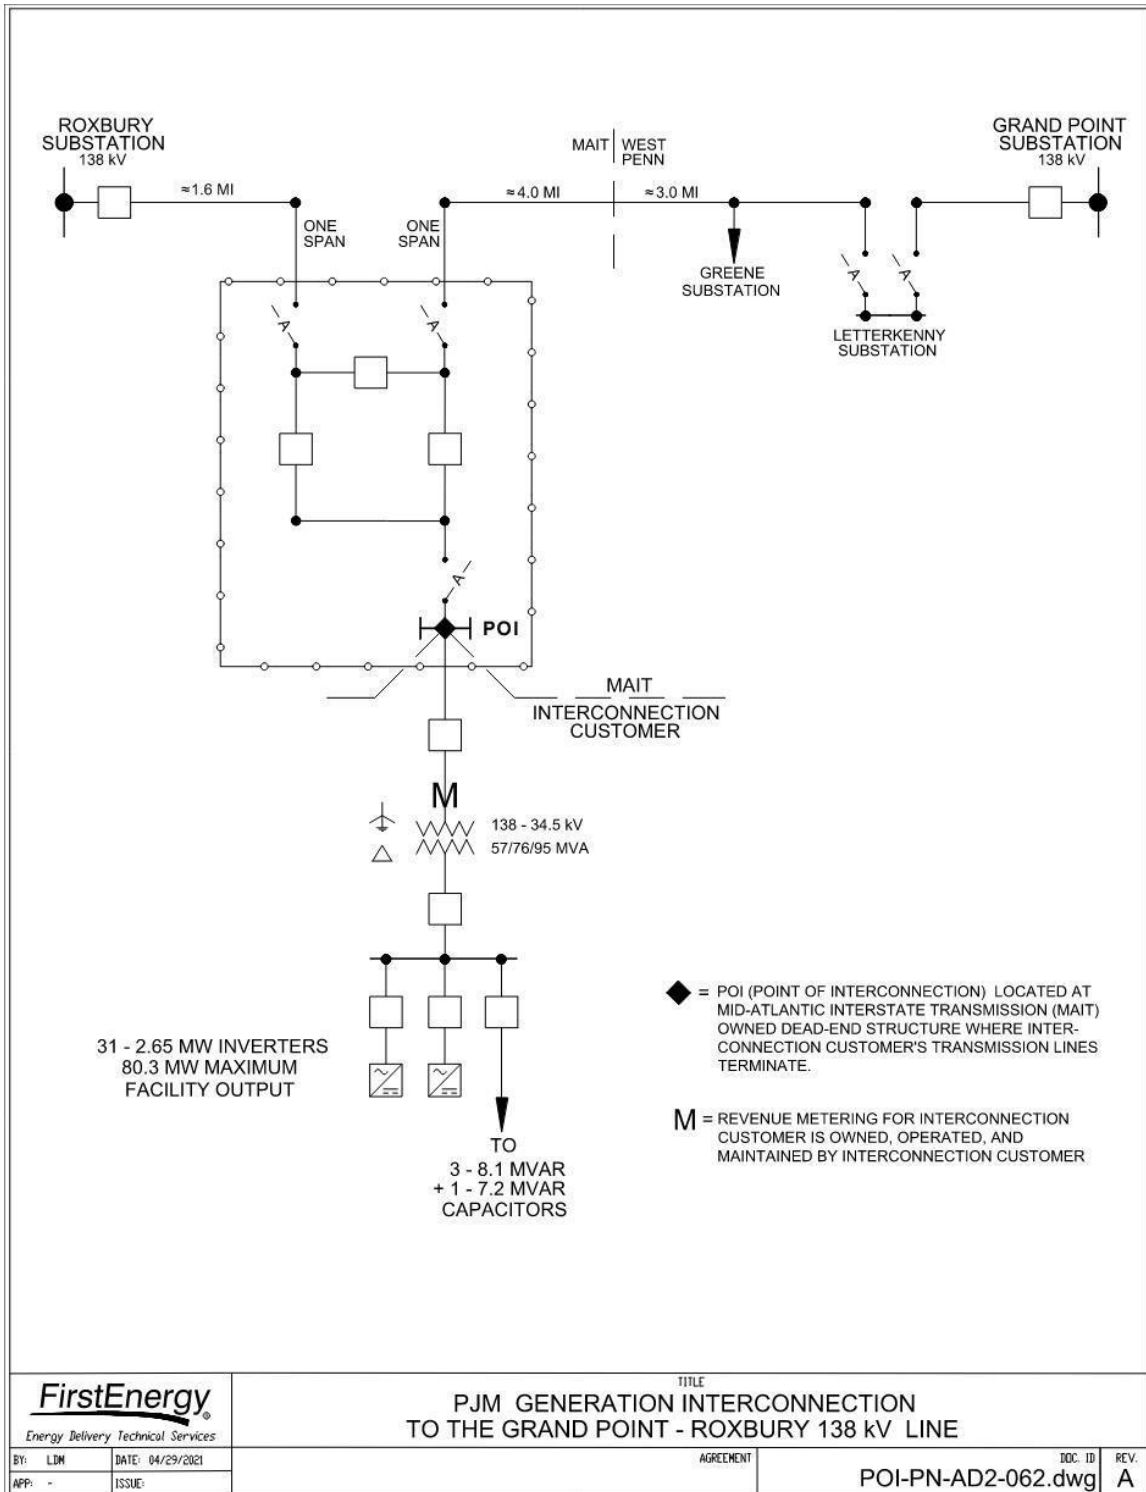 ROXBURY
SUBSTATION
138 kV
≈1.6 MI
ONE
SPAN
ONE
SPAN
≈4.0 MI
MAIT
WEST
PENN
≈3.0 MI
GREENE
SUBSTATION
GRAND POINT
SUBSTATION
138 kV
A
A
LETTERKENNY
SUBSTATION
A
A
A
POI
MAIT
INTERCONNECTION
CUSTOMER
M
138 - 34.5 kV
57/76/95 MVA
31 - 2.65 MW INVERTERS
80.3 MW MAXIMUM
FACILITY OUTPUT
TO
3 - 8.1 MVAR
+ 1 - 7.2 MVAR
CAPACITORS
= POI (POINT OF INTERCONNECTION) LOCATED AT
MID-ATLANTIC INTERSTATE TRANSMISSION (MAIT)
OWNED DEAD-END STRUCTURE WHERE INTER-
CONNECTION CUSTOMER'S TRANSMISSION LINES
TERMINATE.
M = REVENUE METERING FOR INTERCONNECTION
CUSTOMER IS OWNED, OPERATED, AND
MAINTAINED BY INTERCONNECTION CUSTOMER
FirstEnergy®
Energy Delivery Technical Services
BY: LDM
DATE: 04/29/2021
APP: -
ISSUE:
TITLE
PJM GENERATION INTERCONNECTION
TO THE GRAND POINT - ROXBURY 138 kV LINE
AGREEMENT
DOC. ID
POI-PN-AD2-062.dwg
REV.
A